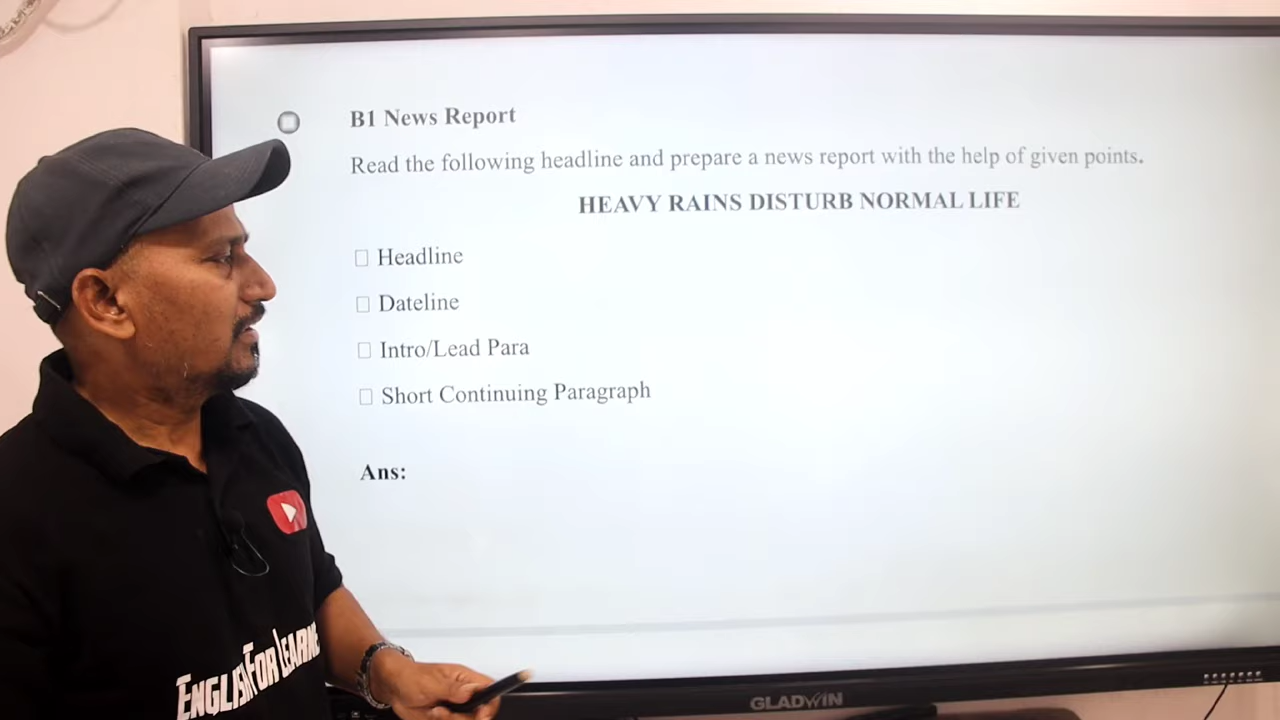 B1 News Report
Read the following headline and prepare a news report with the help of given points.
HEAVY RAINS DISTURB NORMAL LIFE
Headline
Dateline
Intro/Lead Para
Short Continuing Paragraph
Ans:
ENGLISH FOR LEARNE
GLADWIN